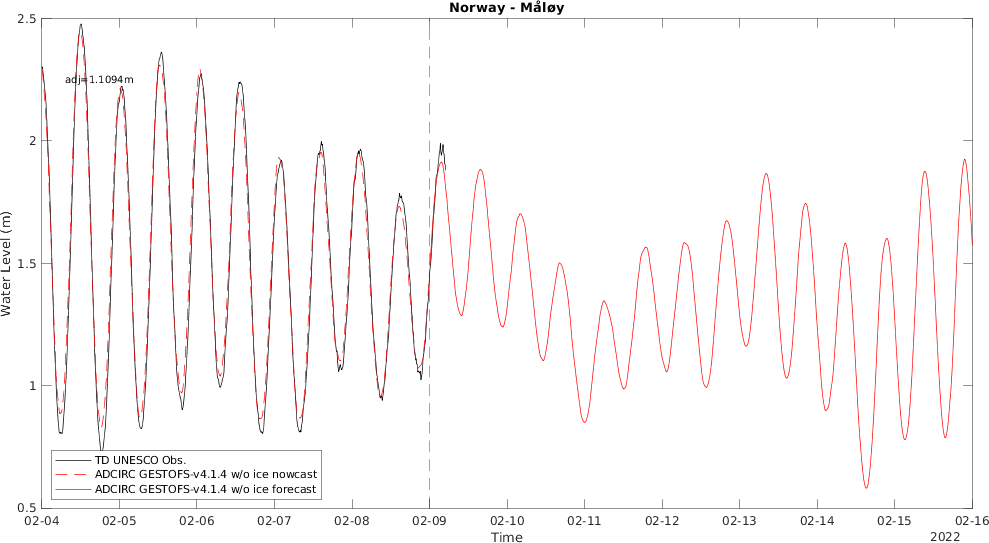 Norway - Måløy
Water Level (m)
2.5
2
1.5
1
0.5
adj=1.1094m
TD UNESCO Obs.
ADCIRC GESTOFS-v4.1.4 w/o ice nowcast
ADCIRC GESTOFS-v4.1.4 w/o ice forecast
02-04 02-05 02-06 02-07 02-08 02-09 02-10 02-11 02-12 02-13 02-14 02-15 02-16
Time
2022